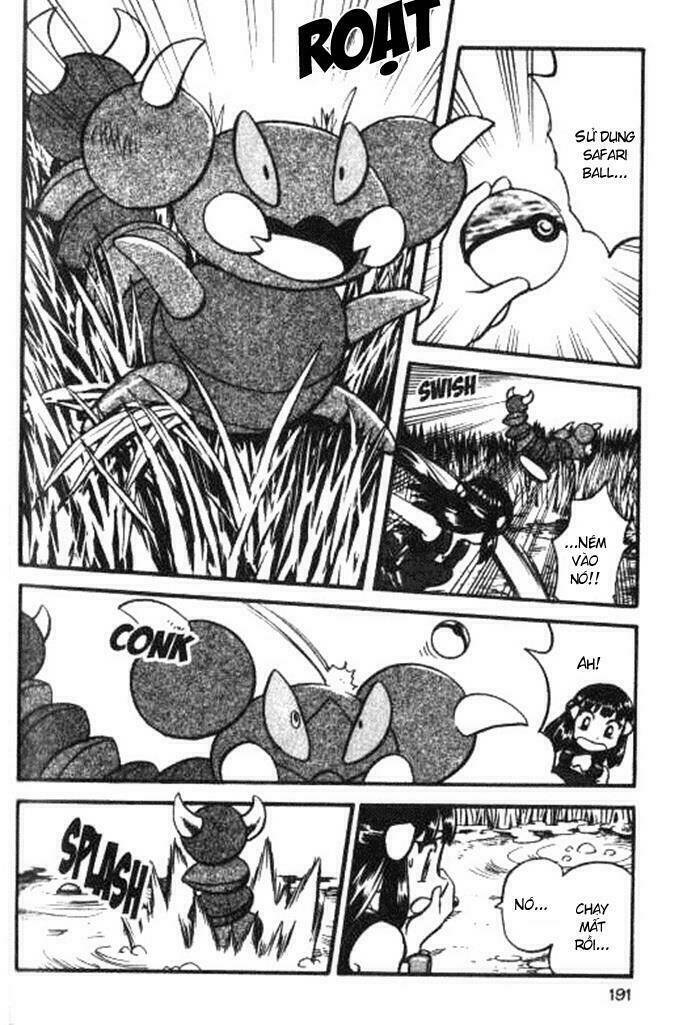 ROẠT
SỬ DỤNG
SAFARI
BALL...
SWISH
...NÉM
VÀO
NÓ!!
CONK
AH!
SPLASH
NÓ...
CHẠY
MẤT
RỒI...
191